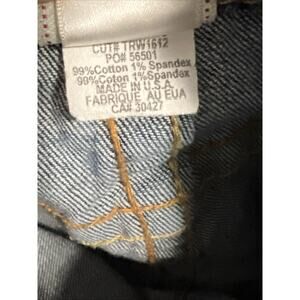 CUT# TRW1612
PO# 56501
99%Cotton 1% Spandex
99%Coton 1% Spandex
MADE IN U.S.A.
FABRIQUE AU EUA
CA# 30427